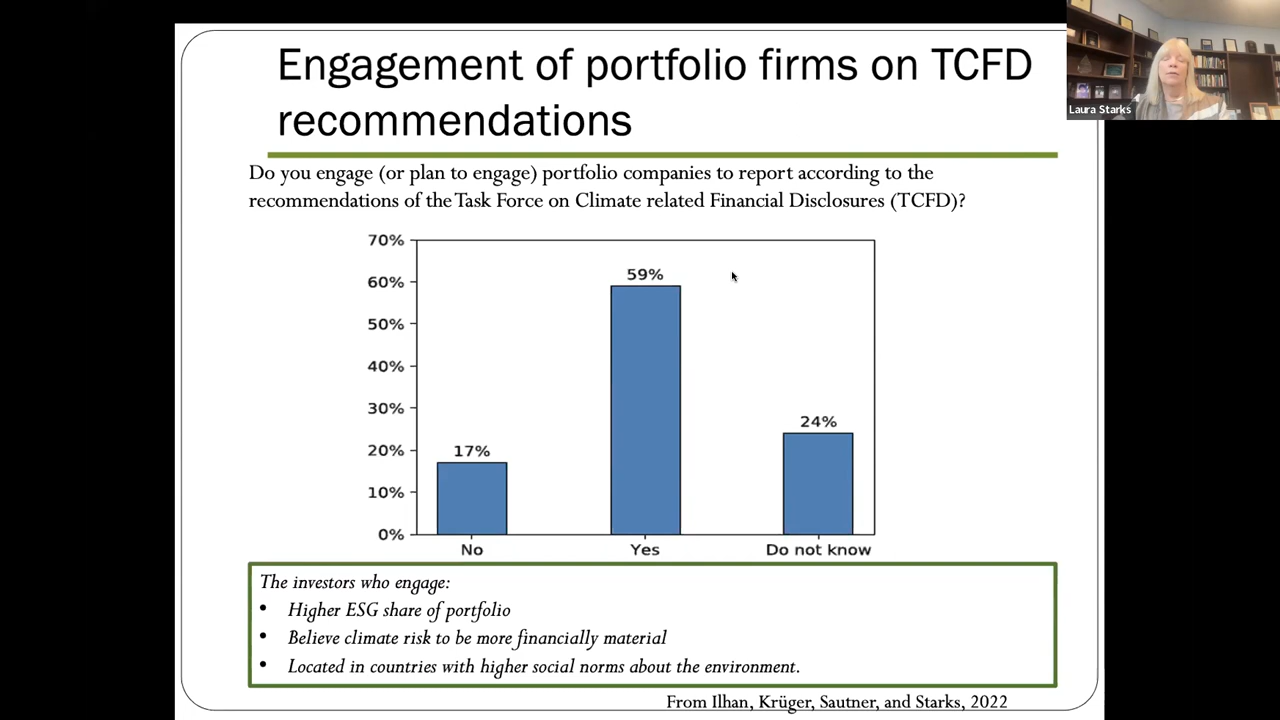 Engagement of portfolio firms on TCFD
recommendations
Laura Starks
Do you engage (or plan to engage) portfolio companies to report according to the
recommendations of the Task Force on Climate related Financial Disclosures (TCFD)?
70%
60%
50%
40%
30%
20%
10%
0%
17%
59%
24%
No
Yes
Do not know
The investors who engage:
• Higher ESG share of portfolio
• Believe climate risk to be more financially material
• Located in countries with higher social norms about the environment.
From Ilhan, Krüger, Sautner, and Starks, 2022